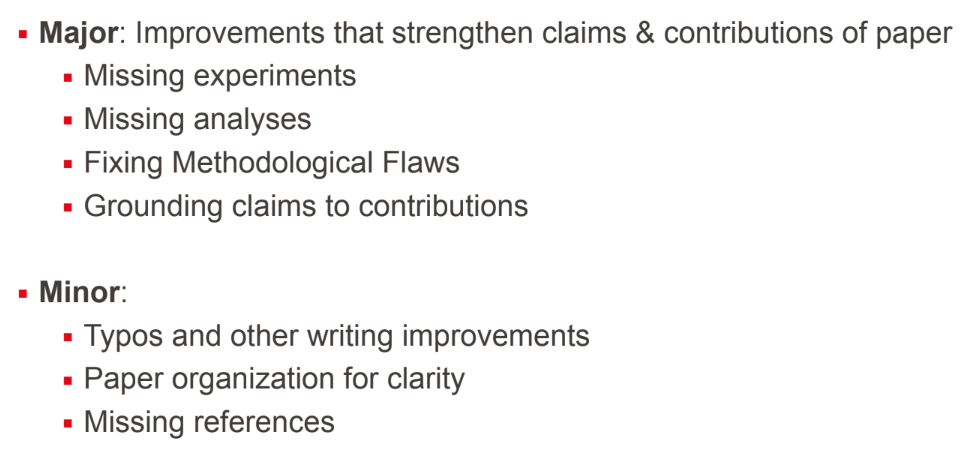 Major: Improvements that strengthen claims & contributions of paper
Missing experiments
Missing analyses
Fixing Methodological Flaws
Grounding claims to contributions
Minor:
Typos and other writing improvements
Paper organization for clarity
Missing references